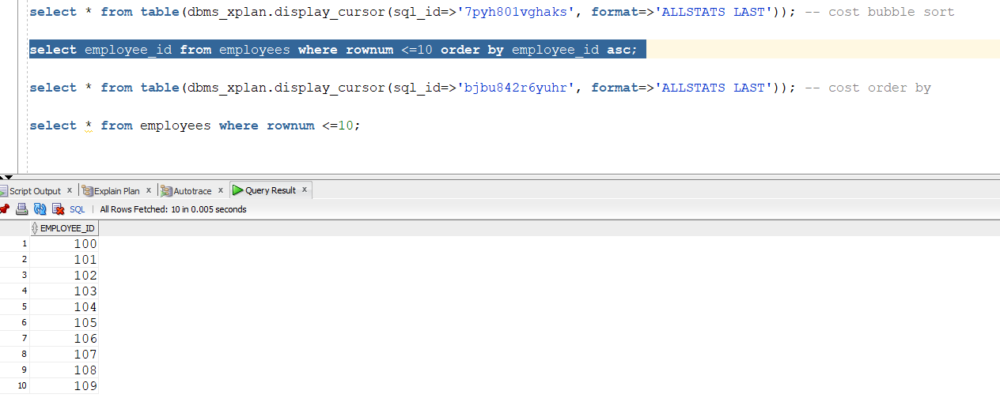 select * from table(dbms_xplan.display_cursor(sql_id=>'7pyh801vghaks', format=>'ALLSTATS LAST')); -- cost bubble sort
select employee_id from employees where rownum <=10 order by employee_id asc;
select * from table(dbms_xplan.display_cursor(sql_id=>'bjbu842r6yuhr', format=>'ALLSTATS LAST')); -- cost order by
select * from employees where rownum <=10;
Script Output x Explain Plan x Autotrace x Query Result x
SQL | All Rows Fetched: 10 in 0.005 seconds
EMPLOYEE_ID
1 100
2 101
3 102
4 103
5 104
6 105
7 106
8 107
9 108
10 109